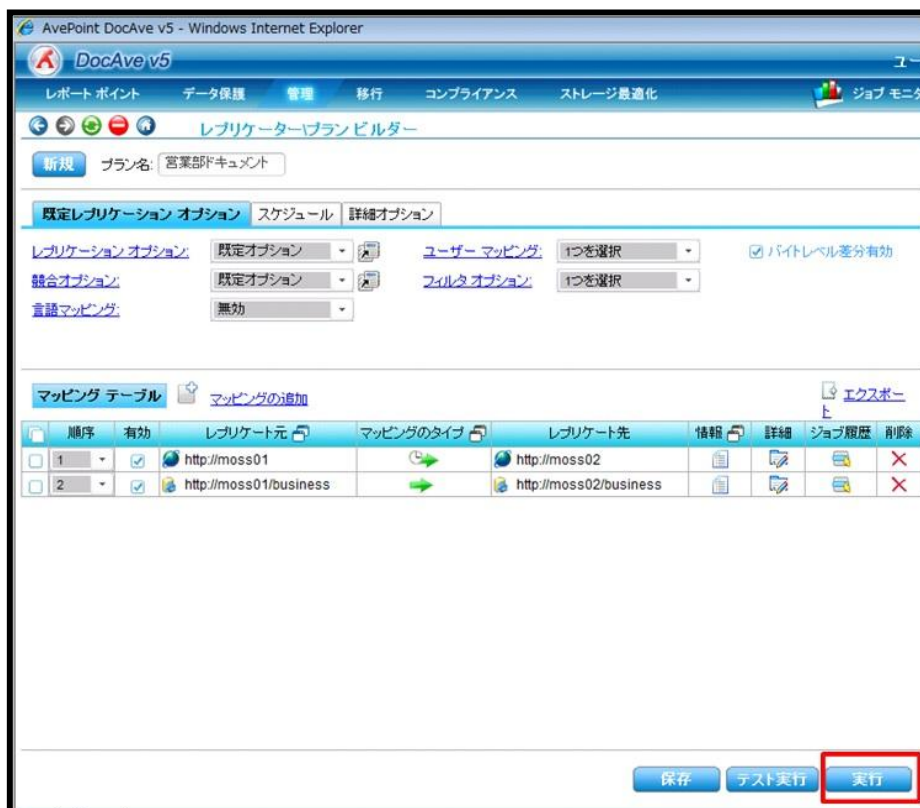 AvePoint DocAve v5 - Windows Internet Explorer
DocAve v5
ユー
レポート ポイント データ保護 管理 移行 コンプライアンス ストレージ最適化 ジョブ モニタ
レプリケーター\プラン ビルダー
新規 プラン名: 営業部ドキュメント
既定レプリケーション オプション スケジュール 詳細オプション
レプリケーション オプション: 既定オプション ユーザー マッピング: 1つを選択 バイトレベル差分有効
競合オプション: 既定オプション フィルタ オプション: 1つを選択
言語マッピング: 無効
マッピング テーブル マッピングの追加 エクスポー
ト
順序 有効 レプリケート元 マッピングのタイプ レプリケート先 情報 詳細 ジョブ履歴 削除
1 http://moss01 http://moss02
2 http://moss01/business http://moss02/business
保存 テスト実行 実行